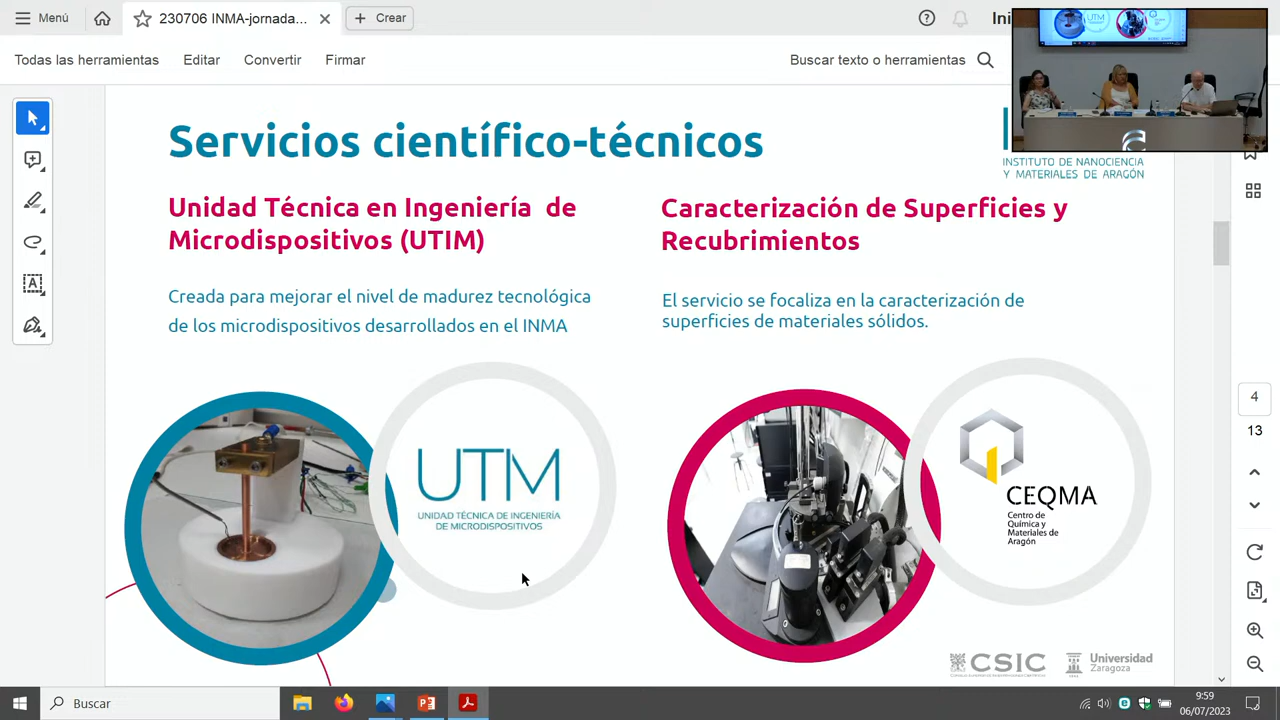 Menú
230706 INMA-jornada...
Crear
Ini
Todas las herramientas
Editar
Convertir
Firmar
Buscar texto o herramientas
Servicios científico-técnicos
INSTITUTO DE NANOCIENCIA
Y MATERIALES DE ARAGÓN
Unidad Técnica en Ingeniería de
Microdispositivos (UTIM)
Creada para mejorar el nivel de madurez tecnológica
de los microdispositivos desarrollados en el INMA
Caracterización de Superficies y
Recubrimientos
El servicio se focaliza en la caracterización de
superficies de materiales sólidos.
UTM
UNIDAD TÉCNICA DE INGENIERÍA
DE MICRODISPOSITIVOS
CEQMA
Centro de
Química y
Materiales de
Aragón
4
13
CSIC
Universidad
Zaragoza
Buscar
9:59
06/07/2023